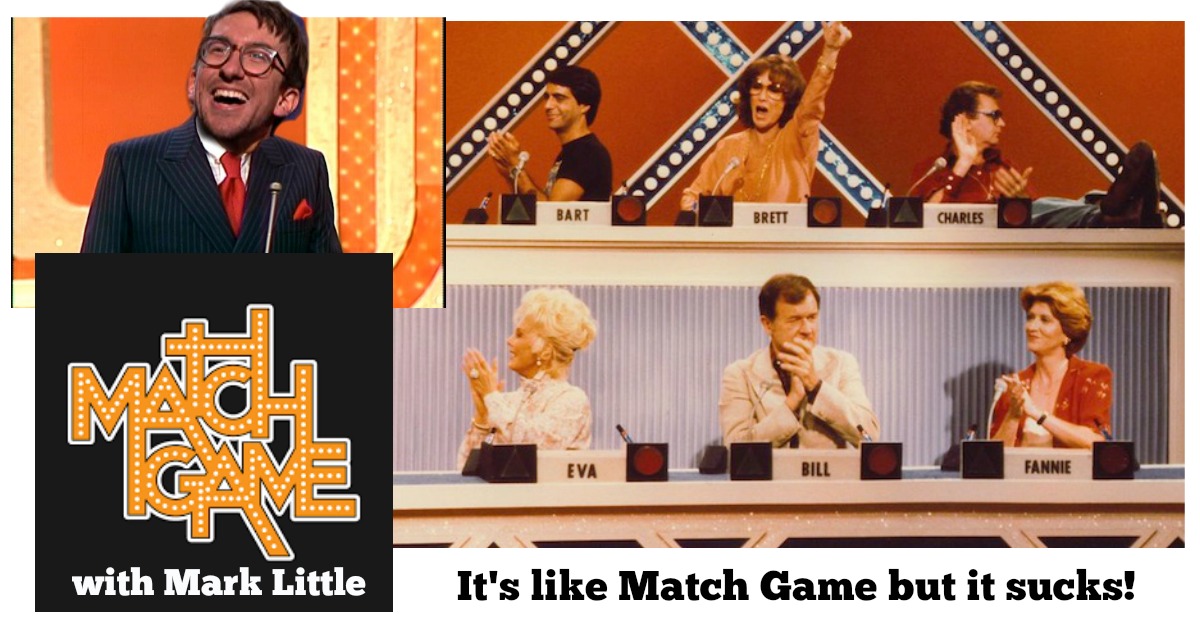 BART
BRETT
CHARLES
EVA
BILL
FANNIE
MATCH
GAME
with Mark Little
It's like Match Game but it sucks!